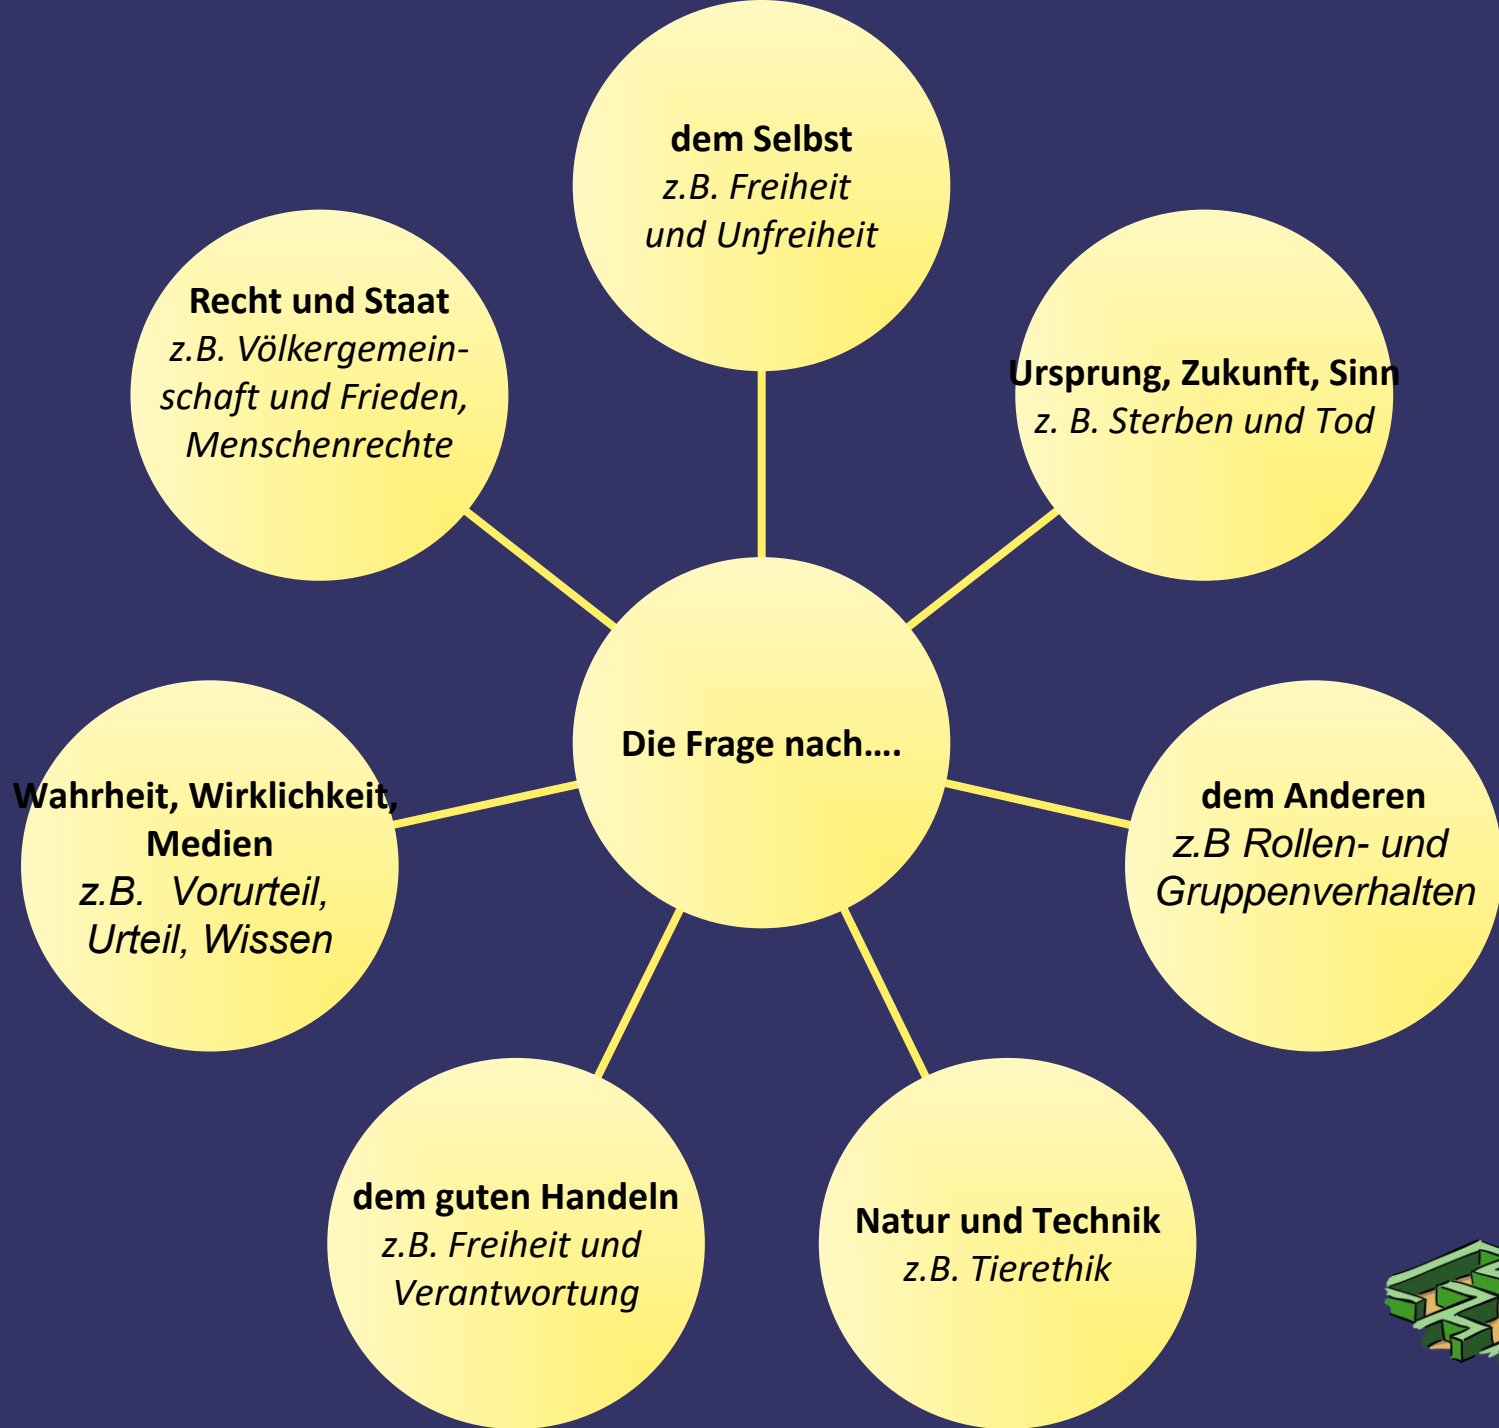 dem Selbst
z.B. Freiheit
und Unfreiheit
Recht und Staat
z.B. Völkergemein-
schaft und Frieden,
Menschenrechte
Ursprung, Zukunft, Sinn
z. B. Sterben und Tod
Die Frage nach....
Wahrheit, Wirklichkeit,
Medien
z.B. Vorurteil,
Urteil, Wissen
dem Anderen
z.B Rollen- und
Gruppenverhalten
dem guten Handeln
z.B. Freiheit und
Verantwortung
Natur und Technik
z.B. Tierethik